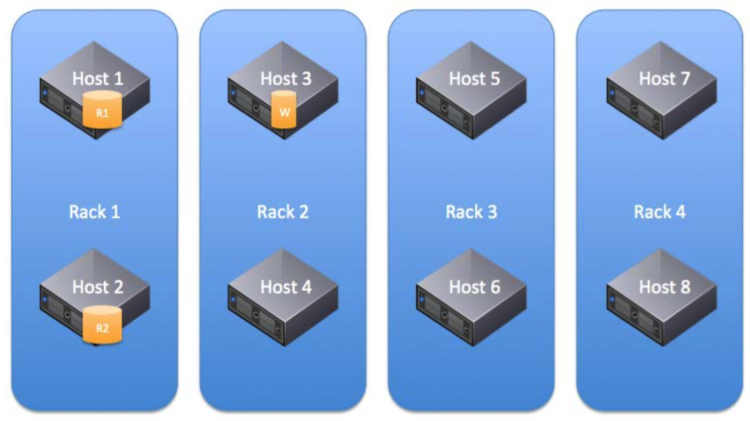 Host 1
R1
Host 3
W
Host 5
Host 7
Rack 1
Rack 2
Rack 3
Rack 4
Host 2
R2
Host 4
Host 6
Host 8